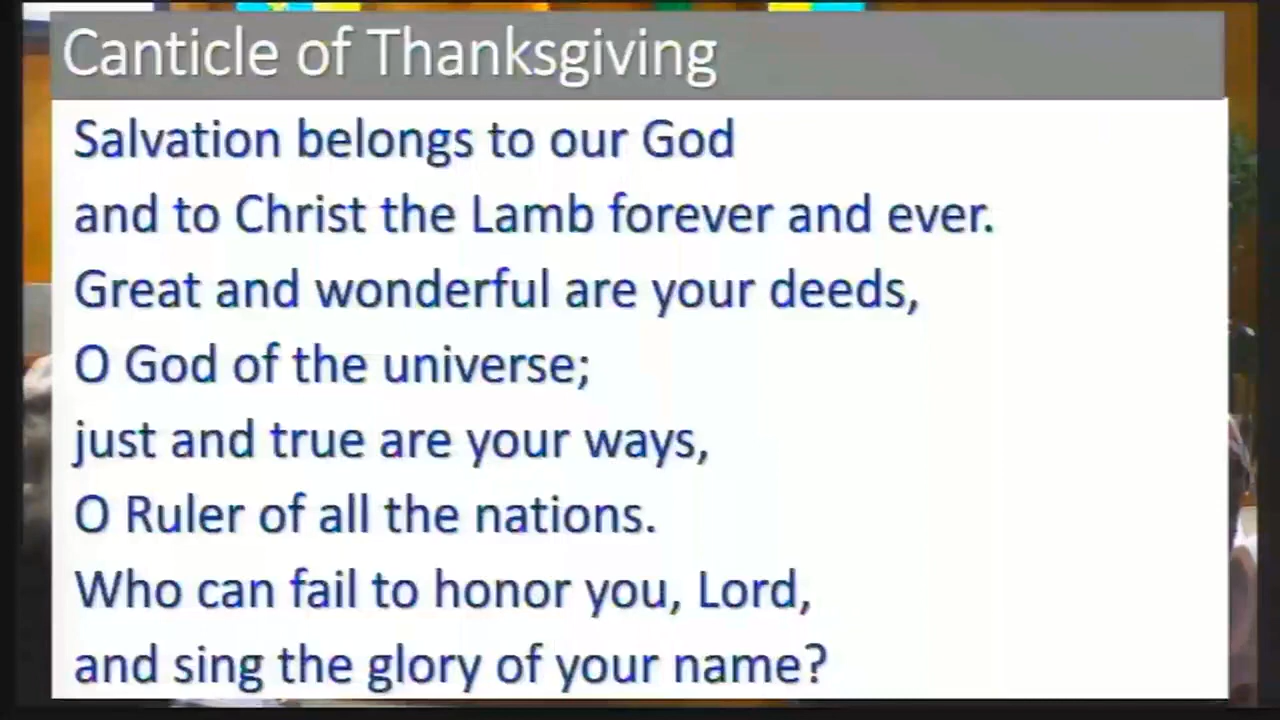 Canticle of Thanksgiving
Salvation belongs to our God
and to Christ the Lamb forever and ever.
Great and wonderful are your deeds,
O God of the universe;
just and true are your ways,
O Ruler of all the nations.
Who can fail to honor you, Lord,
and sing the glory of your name?